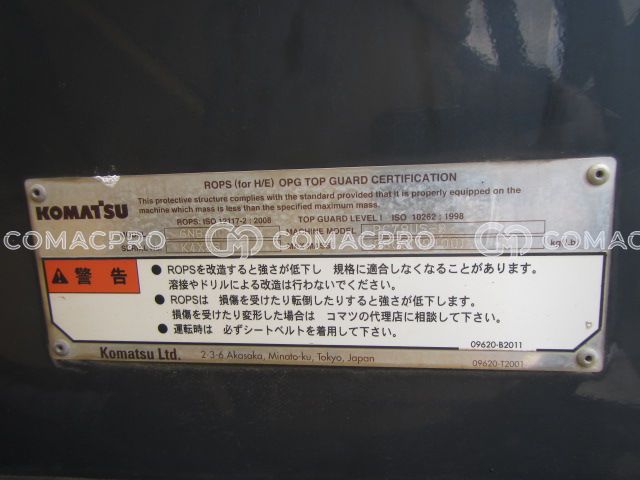 ROPS (for H/E) OPG TOP GUARD CERTIFICATION
KOMATSU
This protective structure complies with the standard provided that it is properly equipped on the
machine which mass is less than the specified maximum mass.
ROPS: ISO 12117-2 : 2008 TOP GUARD LEVEL I ISO 10262 : 1998
MACHINE MODEL
COMACPRO COMACPRO COMACPRO
警告
● ROPSを改造すると強さが低下し 規格に適合しなくなることがあります。
溶接やドリルによる改造は行わないでください。
● ROPSは 損傷を受けたり転倒したりすると強さが低下します。
損傷を受けたり変形した場合は コマツの代理店に相談して下さい。
● 運転時は 必ずシートベルトを着用して下さい。
09620-B2011
Komatsu Ltd. 2-3-6 Akasaka, Minato-ku, Tokyo, Japan
09620-T2001